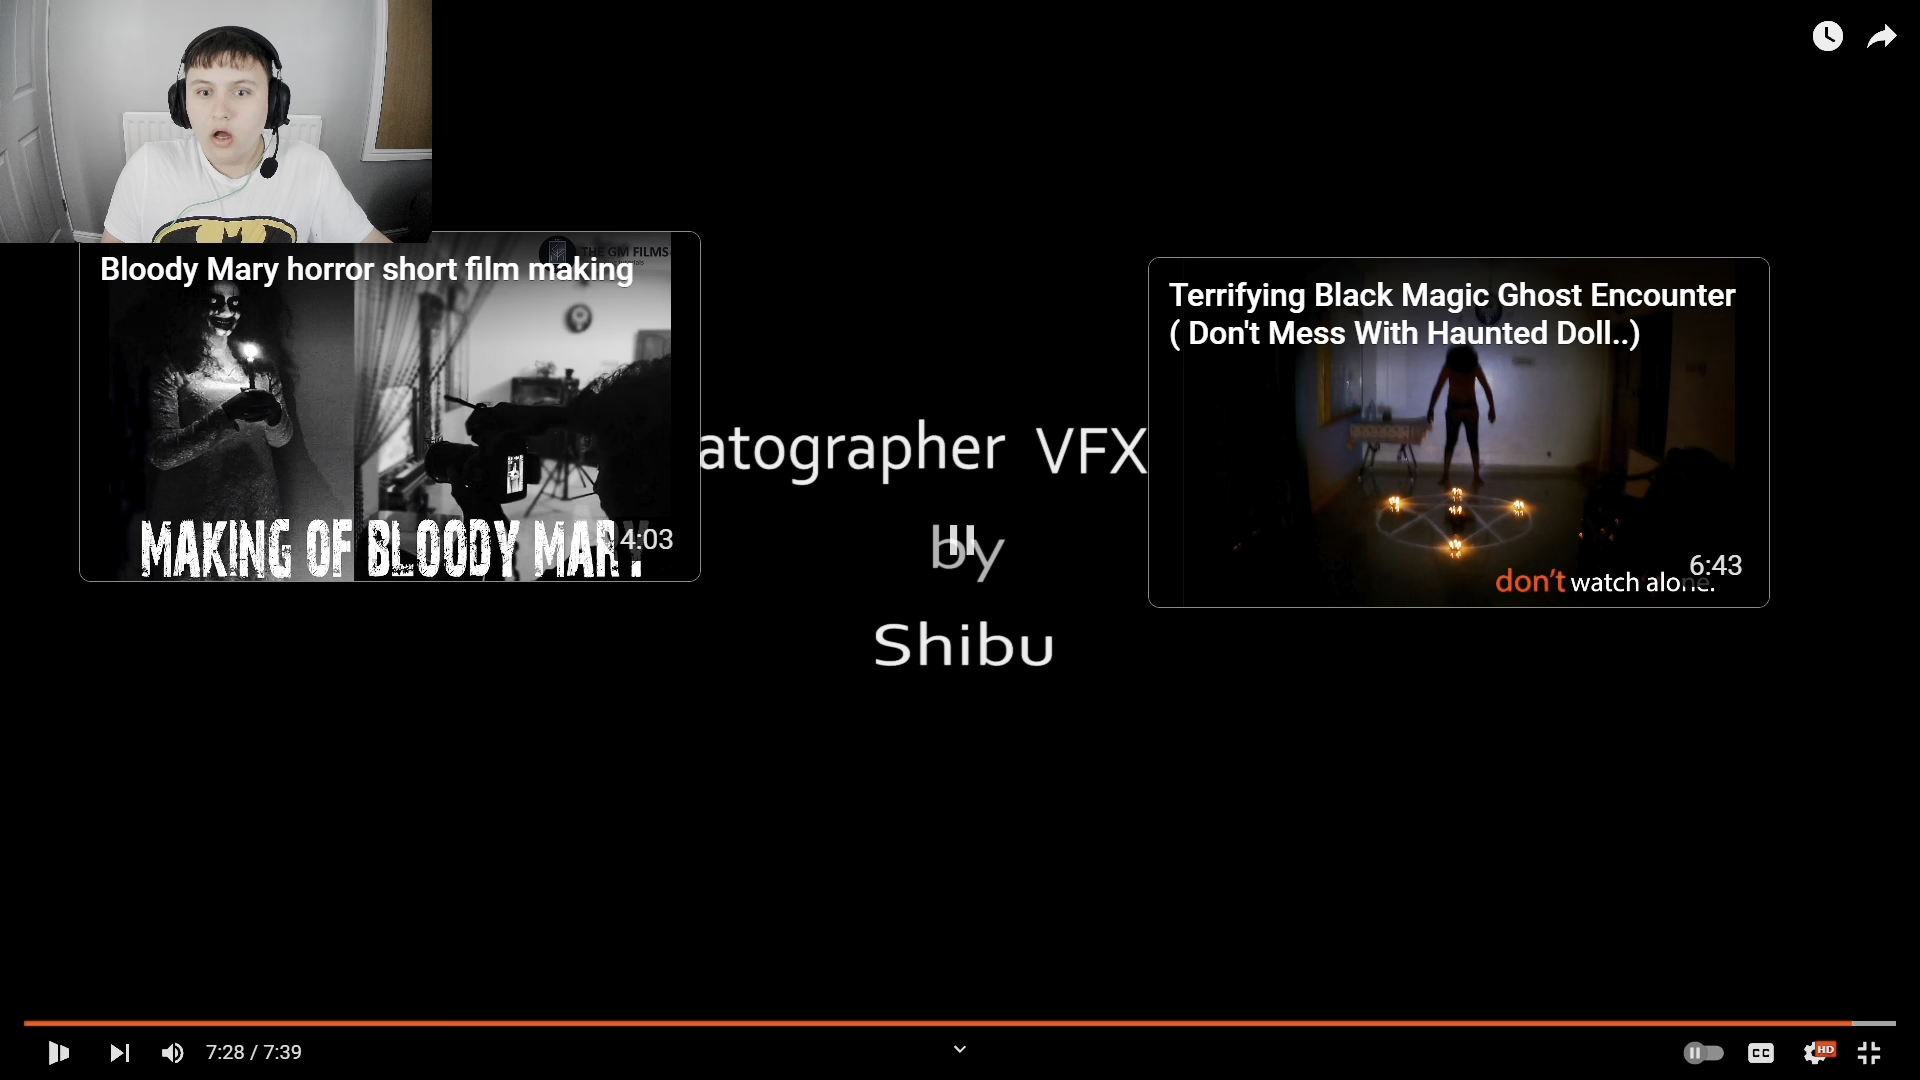 THE GM FILMS
Bloody Mary horror short film making
MAKING OF BLOODY MARY
4:03
Terrifying Black Magic Ghost Encounter
( Don't Mess With Haunted Doll..)
don't watch alone.
6:43
atographer VFX
by
Shibu
7:28 / 7:39
CC
HD